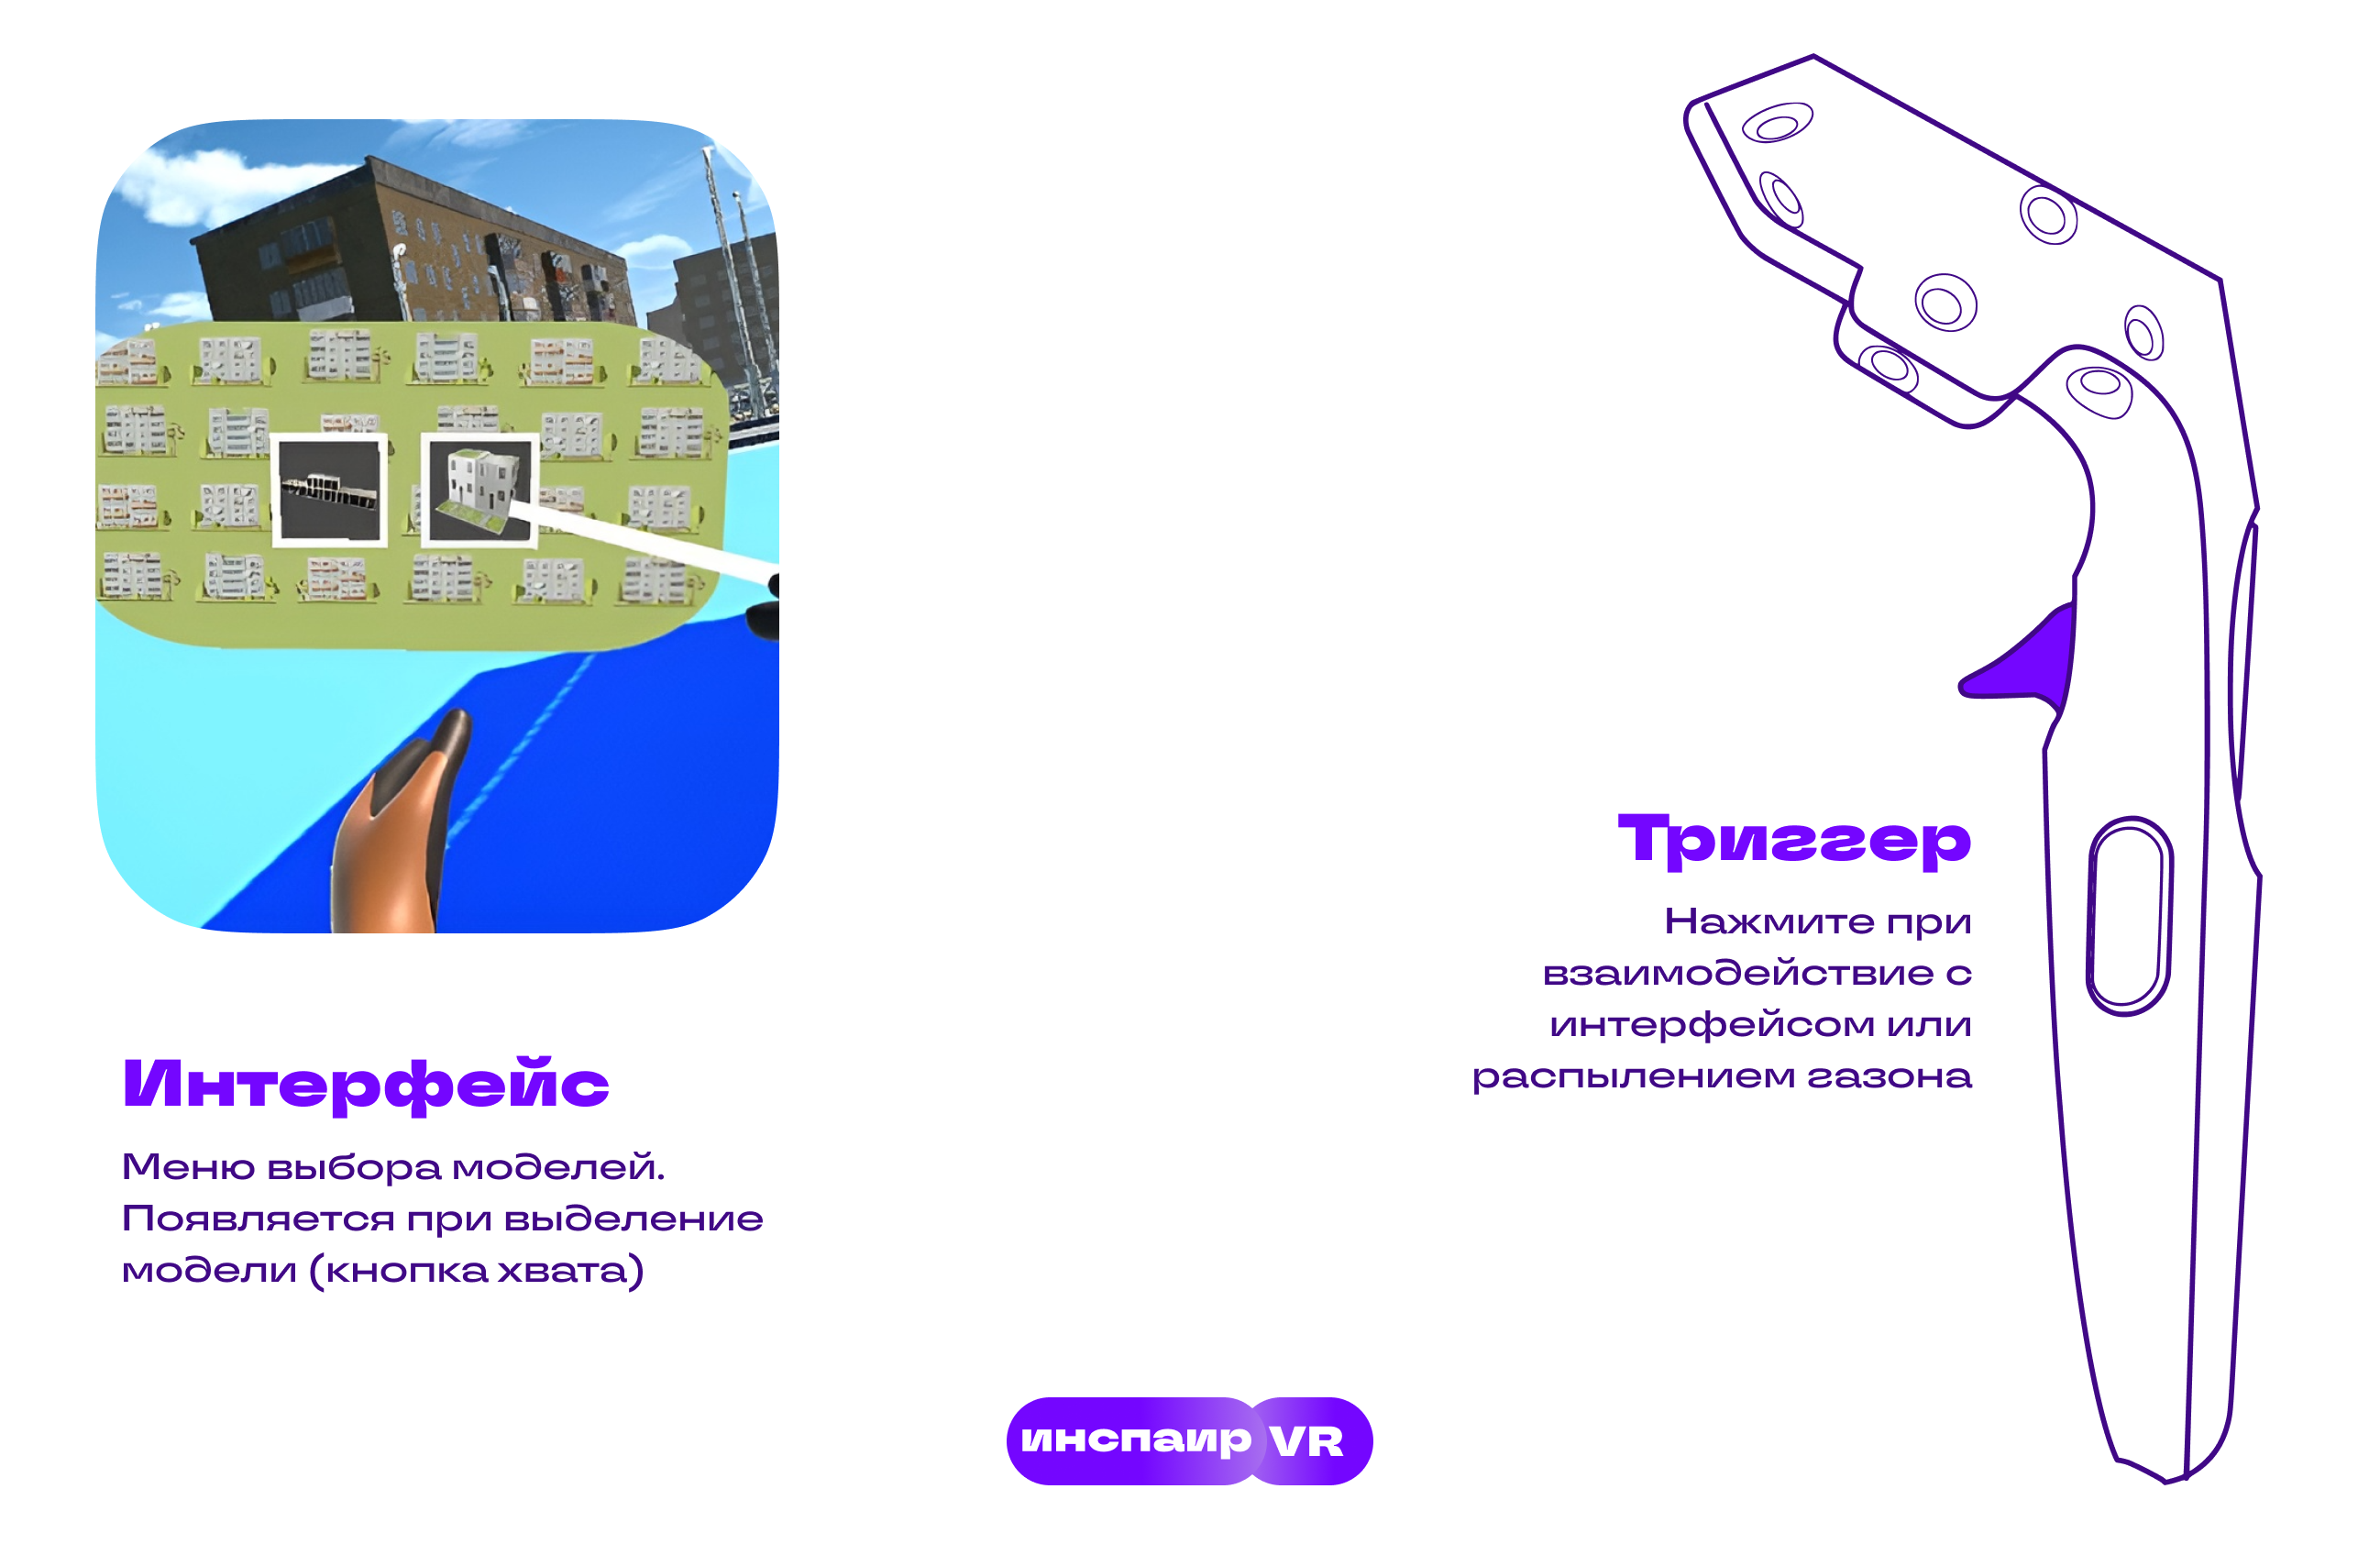 Интерфейс
Меню выбора моделей.
Появляется при выделение
модели (кнопка хвата)
Триггер
Нажмите при
взаимодействие с
интерфейсом или
распылением газона
инспаир VR